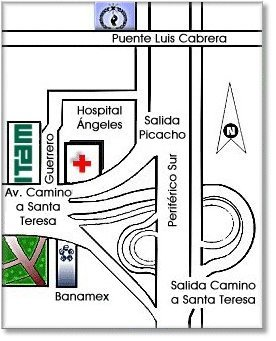 Puente Luis Cabrera
Hospital
Ángeles
Salida
Picacho
ITAM
Guerrero
Periférico Sur
N
Av. Camino
a Santa
Teresa
Salida Camino
a Santa Teresa
Banamex